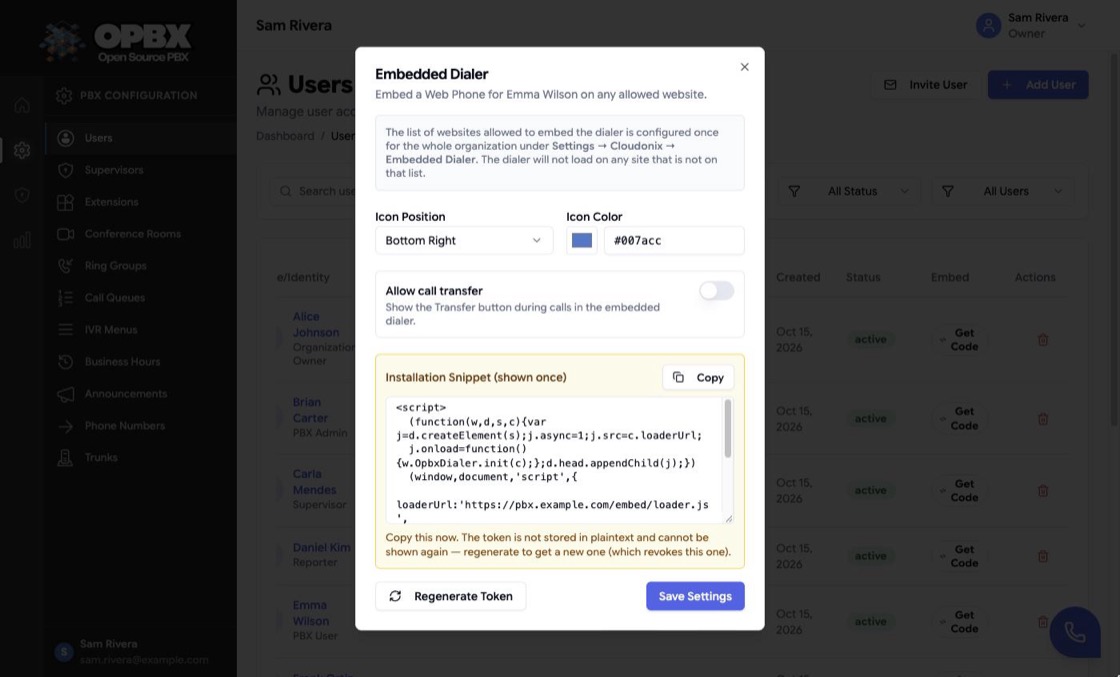 OPBX
Open Source PBX
PBX CONFIGURATION
Users
Supervisors
Extensions
Conference Rooms
Ring Groups
Call Queues
IVR Menus
Business Hours
Announcements
Phone Numbers
Trunks
S
Sam Rivera
sam.rivera@example.com
Sam Rivera
Sam Rivera
Owner
Users
Manage user
Invite User
+ Add User
Dashboard / User
Search
All Status
All Users
e/Identity
Created
Status
Embed
Actions
Alice
Johnson
Organization
Owner
Oct 15,
2026
active
Get
Code
Brian
Carter
PBX Admin
Oct 15,
2026
active
Get
Code
Carla
Mendes
Supervisor
Oct 15,
2026
active
Get
Code
Daniel Kim
Reporter
Oct 15,
2026
active
Get
Code
Emma
Wilson
PBX User
Oct 15,
2026
active
Get
Code
Embedded Dialer
Embed a Web Phone for Emma Wilson on any allowed website.
The list of websites allowed to embed the dialer is configured once
for the whole organization under Settings → Cloudonix →
Embedded Dialer. The dialer will not load on any site that is not on
that list.
Icon Position
Icon Color
Bottom Right
#007acc
Allow call transfer
Show the Transfer button during calls in the embedded
dialer.
Installation Snippet (shown once)
Copy
<script>
(function(w,d,s,c){var
j=d.createElement(s);j.async=1;j.src=c.loaderUrl;
j.onload=function()
{w.OpbxDialer.init(c);};d.head.appendChild(j);})
(window,document,'script',{
loaderUrl:'https://pbx.example.com/embed/loader.js
',
Copy this now. The token is not stored in plaintext and cannot be
shown again — regenerate to get a new one (which revokes this one).
Regenerate Token
Save Settings